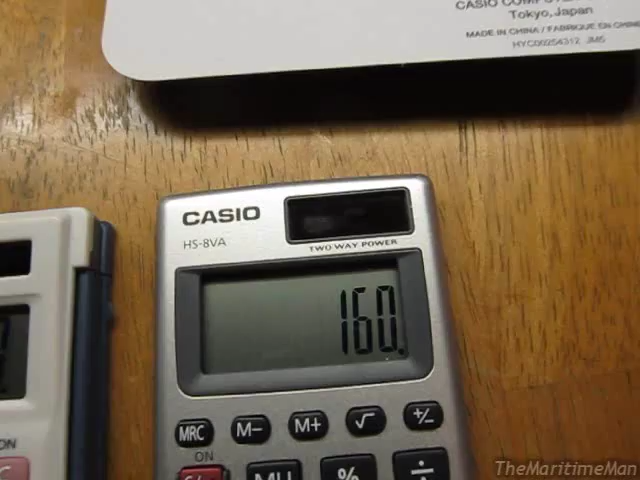 CASIO COMPUTE
Tokyo, Japan
MADE IN CHINA / FABRIQUE EN CHINE
HYC00254312 JM5
CASIO
HS-8VA
TWO WAY POWER
160.
MRC M− M+ √ +/−
ON
MU % ÷
ON
C
TheMaritimeMan